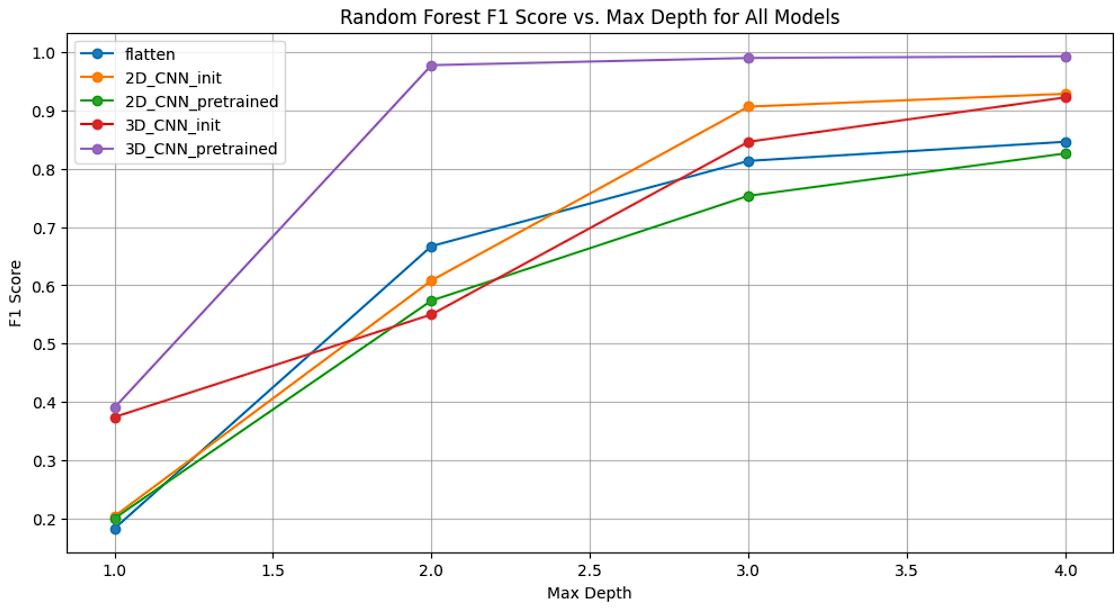 Random Forest F1 Score vs. Max Depth for All Models
flatten
2D_CNN_init
2D_CNN_pretrained
3D_CNN_init
3D_CNN_pretrained
F1 Score
1.0
0.9
0.8
0.7
0.6
0.5
0.4
0.3
0.2
1.0 1.5 2.0 2.5 3.0 3.5 4.0
Max Depth